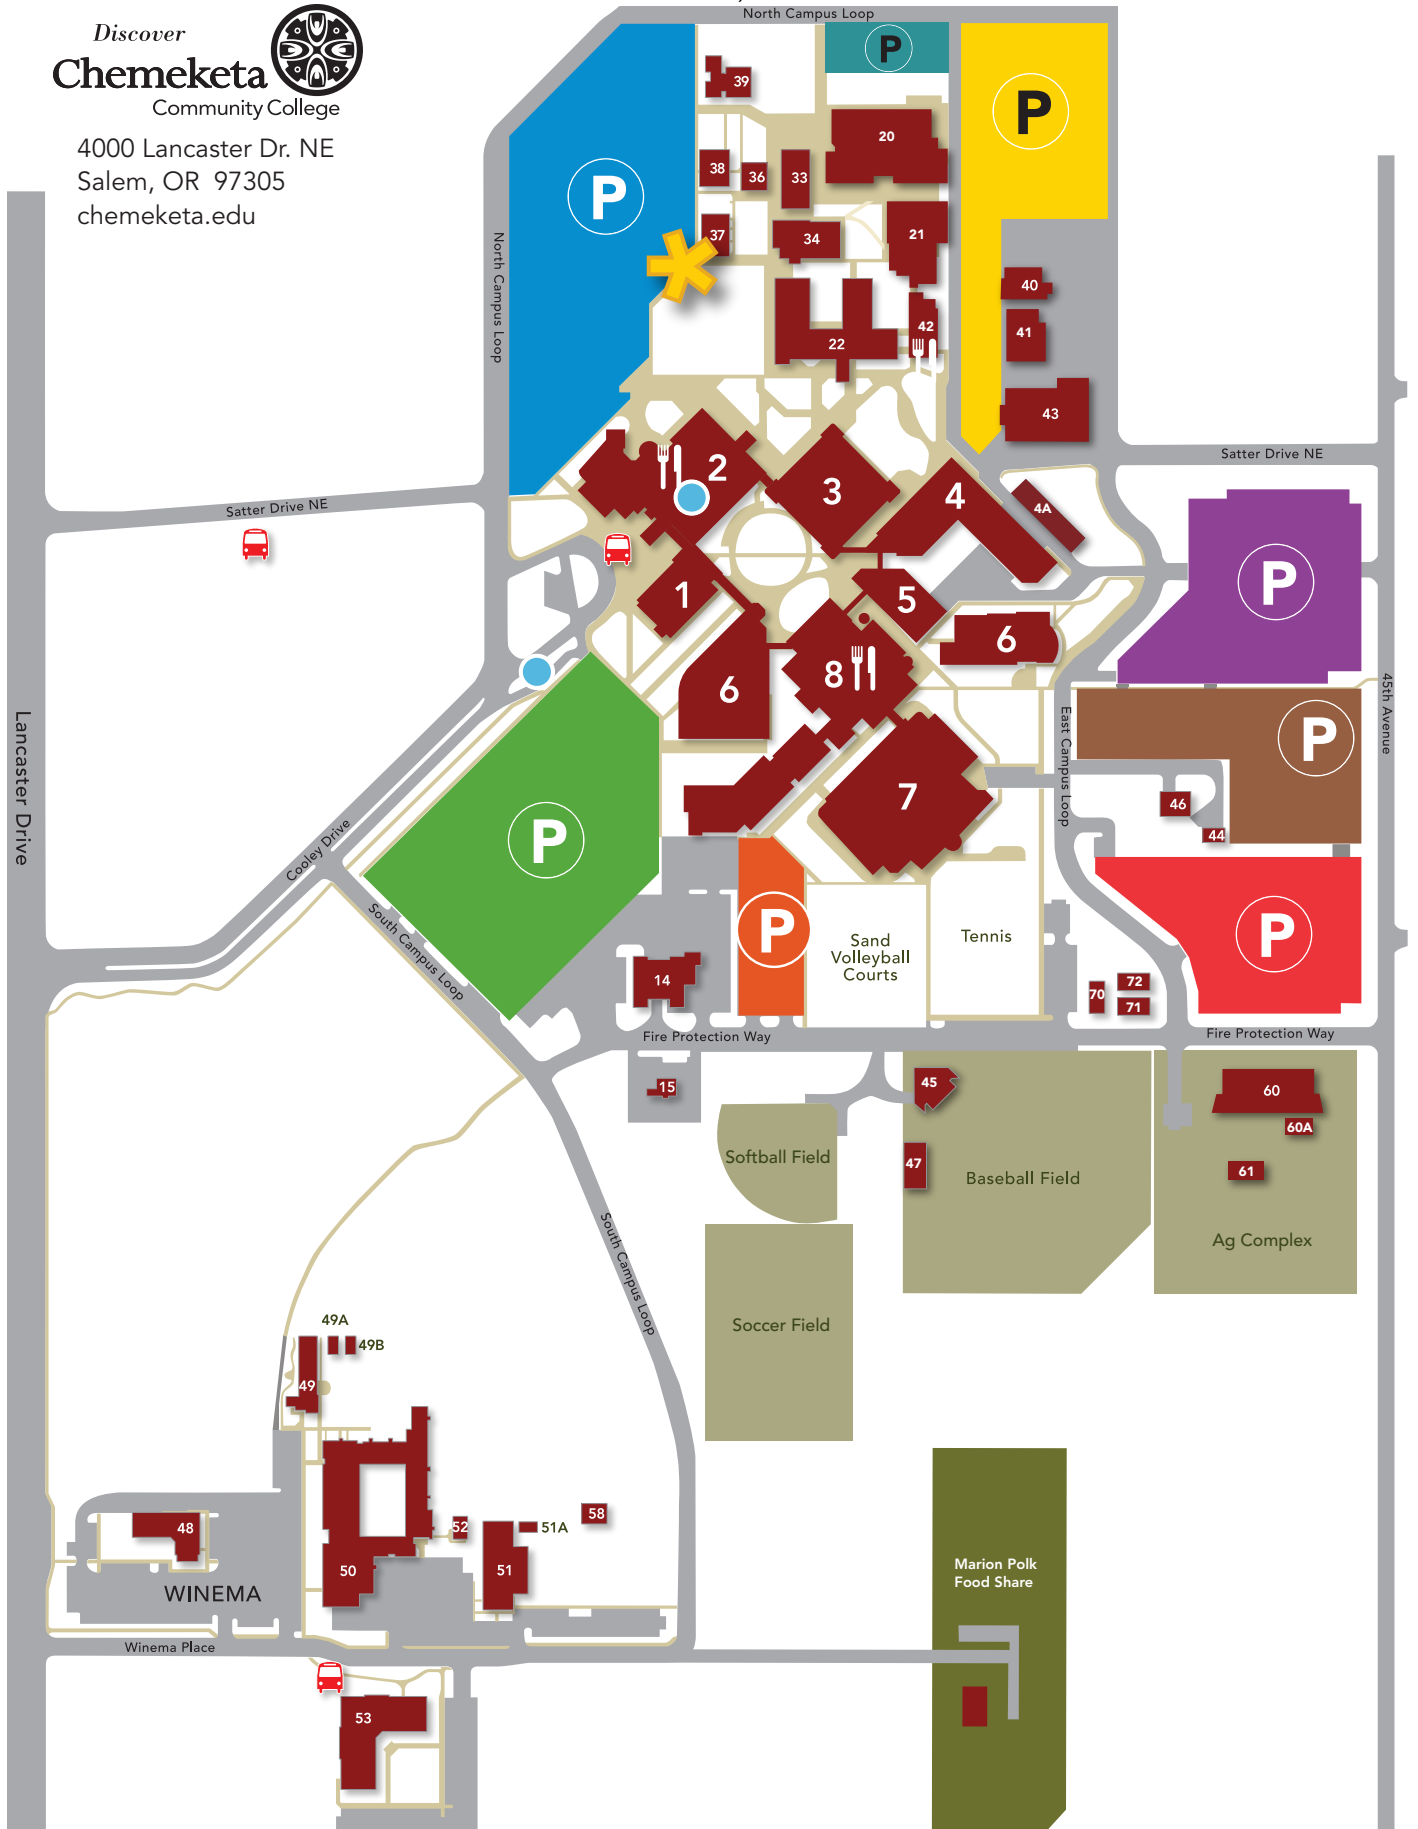 North Campus Loop
Discover
Chemeketa
Community College
4000 Lancaster Dr. NE
Salem, OR 97305
chemeketa.edu
P
P
P
39
20
38
36
33
37
34
21
North Campus Loop
40
42
41
22
43
Satter Drive NE
2
3
4
4A
Satter Drive NE
P
1
5
6
6
8
45th Avenue
East Campus Loop
P
Lancaster Drive
7
46
44
P
Cooley Drive
South Campus Loop
P
P
Sand
Volleyball
Courts
Tennis
14
70
72
71
Fire Protection Way
Fire Protection Way
15
45
60
60A
47
61
Softball Field
Baseball Field
Ag Complex
South Campus Loop
Soccer Field
49A
49B
49
48
52
51A
58
50
51
WINEMA
Marion Polk
Food Share
Winema Place
53